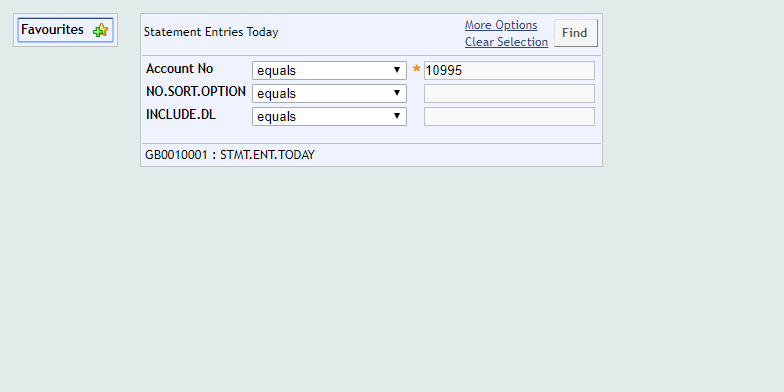 Favourites
Statement Entries Today
More Options
Clear Selection
Find
Account No equals * 10995
NO.SORT.OPTION equals
INCLUDE.DL equals
GB0010001 : STMT.ENT.TODAY